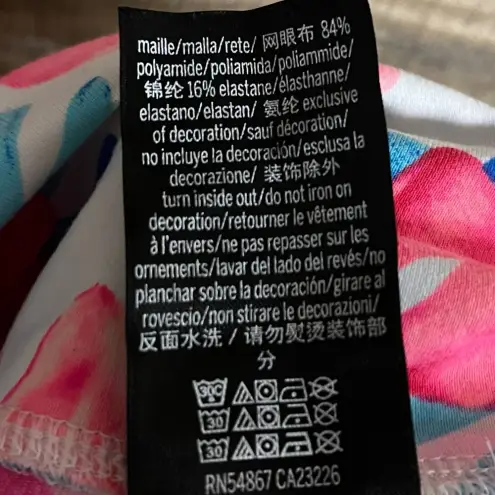 maille/malla/rete/ 网眼布 84%
polyamide/poliamida/poliammide/
锦纶 16% elastane/élasthanne/
elastano/elastan/ 氨纶 exclusive
of decoration/sauf décoration/
no incluye la decoración/esclusa la
decorazione/ 装饰除外
turn inside out/do not iron on
decoration/retourner le vêtement
à l'envers/ne pas repasser sur les
ornements/lavar del lado del revés/no
planchar sobre la decoración/girare al
rovescio/non stirare le decorazioni/
反面水洗 / 请勿熨烫装饰部
分
30C
30
30
RN54867 CA23226